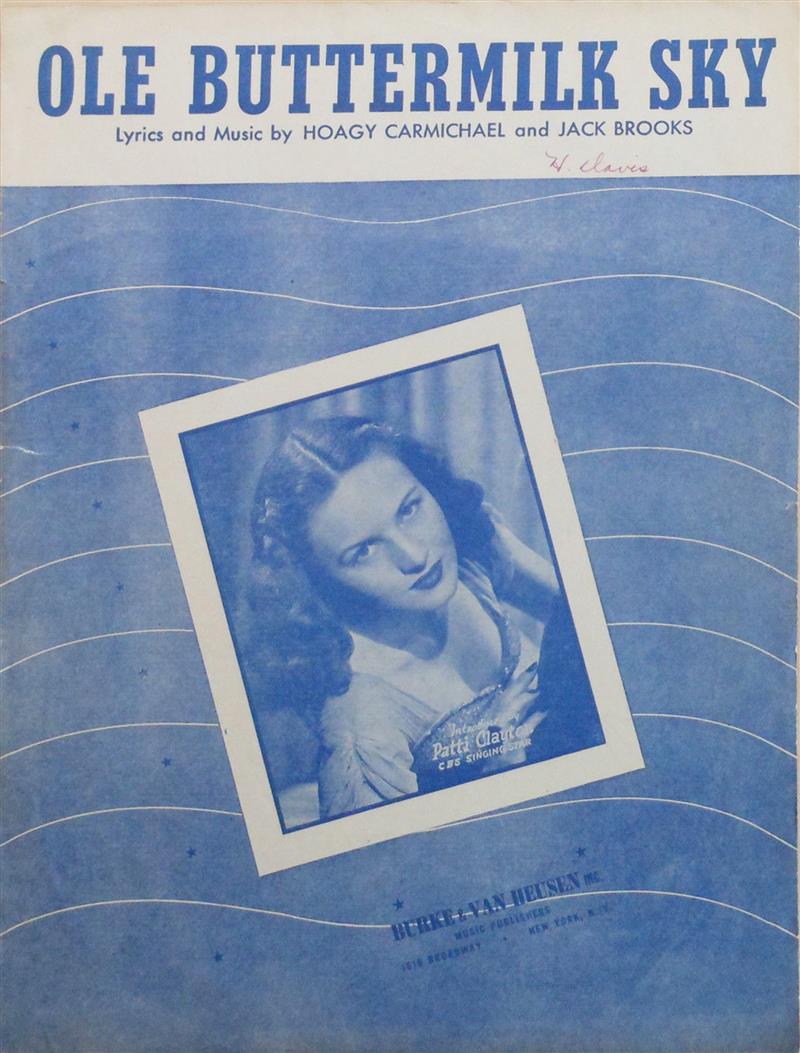 OLE BUTTERMILK SKY
Lyrics and Music by HOAGY CARMICHAEL and JACK BROOKS
H. Davis
Patti Clayton
CBS SINGING STAR
BURKE & VAN HEUSEN INC.
MUSIC PUBLISHERS
1619 BROADWAY • NEW YORK, N.Y.